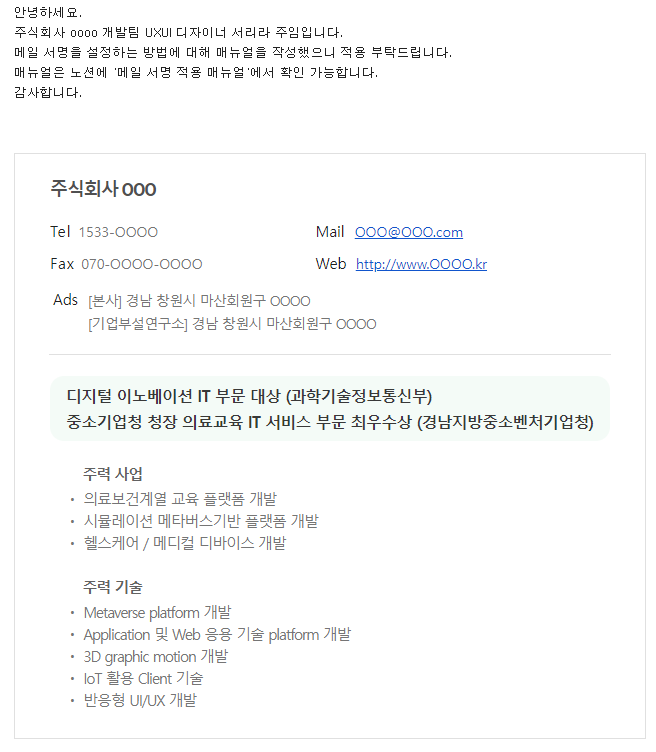 안녕하세요.
주식회사 oooo 개발팀 UXUI 디자이너 서리라 주임입니다.
메일 서명을 설정하는 방법에 대해 매뉴얼을 작성했으니 적용 부탁드립니다.
매뉴얼은 노션에 '메일 서명 적용 매뉴얼'에서 확인 가능합니다.
감사합니다.
주식회사 OOO
Tel 1533-OOOO
Mail OOO@OOO.com
Fax 070-OOOO-OOOO
Web http://www.OOOO.kr
Ads [본사] 경남 창원시 마산회원구 OOOO
[기업부설연구소] 경남 창원시 마산회원구 OOOO
디지털 이노베이션 IT 부문 대상 (과학기술정보통신부)
중소기업청 청장 의료교육 IT 서비스 부문 최우수상 (경남지방중소벤처기업청)
주력 사업
• 의료보건계열 교육 플랫폼 개발
• 시뮬레이션 메타버스기반 플랫폼 개발
• 헬스케어 / 메디컬 디바이스 개발
주력 기술
• Metaverse platform 개발
• Application 및 Web 응용 기술 platform 개발
• 3D graphic motion 개발
• IoT 활용 Client 기술
• 반응형 UI/UX 개발